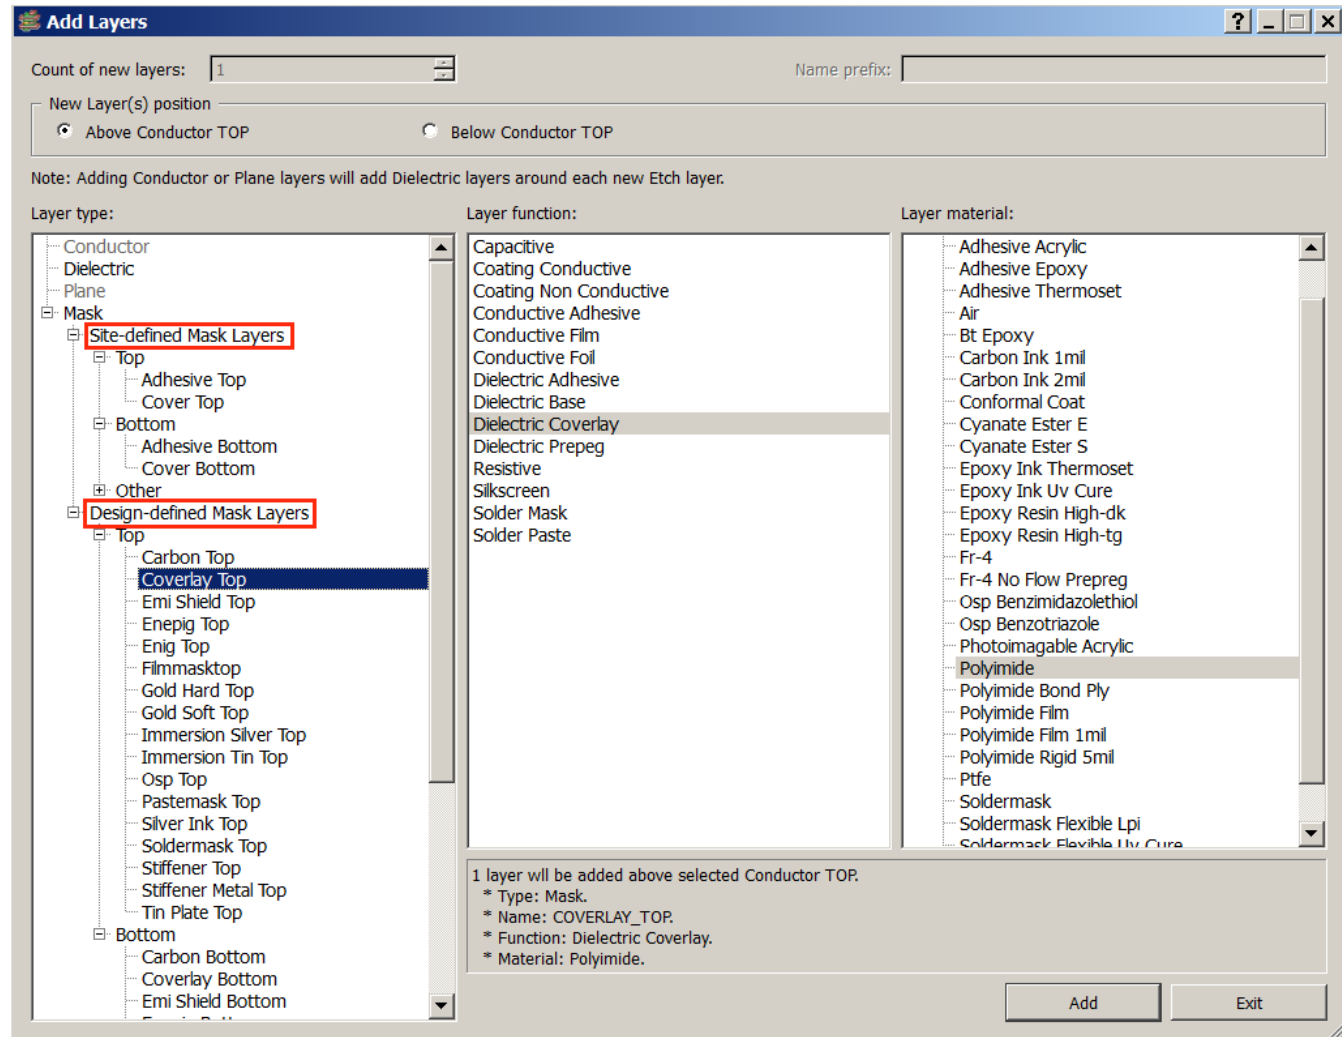 Add Layers
Count of new layers: 1
Name prefix:
New Layer(s) position
Above Conductor TOP
Below Conductor TOP
Note: Adding Conductor or Plane layers will add Dielectric layers around each new Etch layer.
Layer type:
Conductor
Dielectric
Plane
Mask
Site-defined Mask Layers
Top
Adhesive Top
Cover Top
Bottom
Adhesive Bottom
Cover Bottom
Other
Design-defined Mask Layers
Top
Carbon Top
Coverlay Top
Emi Shield Top
Enepig Top
Enig Top
Filmmasktop
Gold Hard Top
Gold Soft Top
Immersion Silver Top
Immersion Tin Top
Osp Top
Pastemask Top
Silver Ink Top
Soldermask Top
Stiffener Top
Stiffener Metal Top
Tin Plate Top
Bottom
Carbon Bottom
Coverlay Bottom
Emi Shield Bottom
Layer function:
Capacitive
Coating Conductive
Coating Non Conductive
Conductive Adhesive
Conductive Film
Conductive Foil
Dielectric Adhesive
Dielectric Base
Dielectric Coverlay
Dielectric Prepeg
Resistive
Silkscreen
Solder Mask
Solder Paste
Layer material:
Adhesive Acrylic
Adhesive Epoxy
Adhesive Thermoset
Air
Bt Epoxy
Carbon Ink 1mil
Carbon Ink 2mil
Conformal Coat
Cyanate Ester E
Cyanate Ester S
Epoxy Ink Thermoset
Epoxy Ink Uv Cure
Epoxy Resin High-dk
Epoxy Resin High-tg
Fr-4
Fr-4 No Flow Prepreg
Osp Benzimidazolethiol
Osp Benzotriazole
Photoimagable Acrylic
Polyimide
Polyimide Bond Ply
Polyimide Film
Polyimide Film 1mil
Polyimide Rigid 5mil
Ptfe
Soldermask
Soldermask Flexible Lpi
Soldermask Flexible Uv Cure
1 layer wll be added above selected Conductor TOP.
* Type: Mask.
* Name: COVERLAY_TOP.
* Function: Dielectric Coverlay.
* Material: Polyimide.
Add
Exit